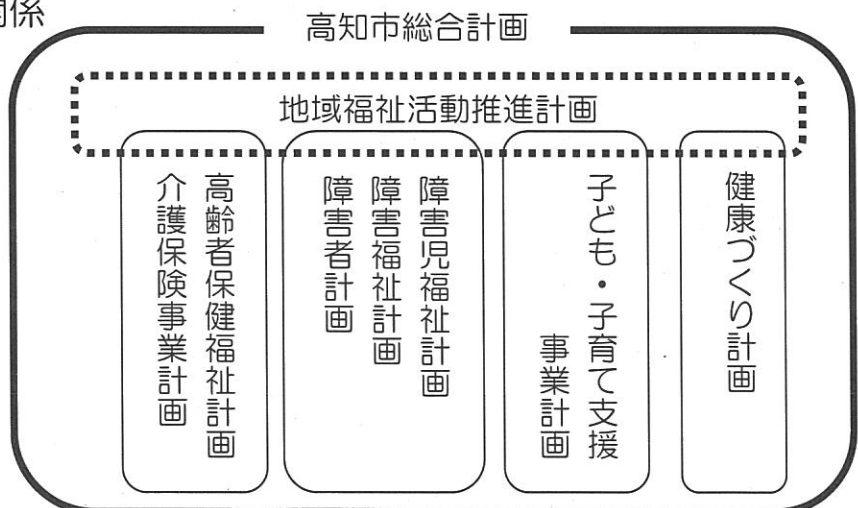 関係
高知市総合計画
地域福祉活動推進計画
高齢者保健福祉計画
介護保険事業計画
障害児福祉計画
障害福祉計画
障害者計画
子ども・子育て支援
事業計画
健康づくり計画